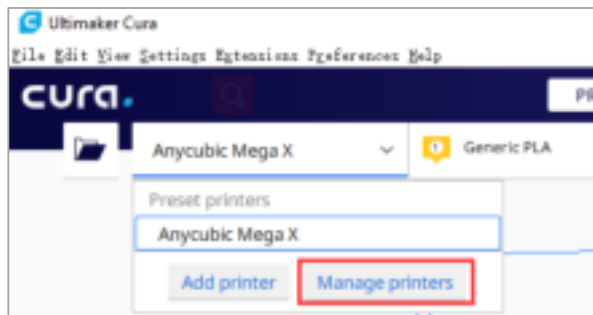 Ultimaker Cura
File Edit View Settings Extensions Preferences Help
cura.
PR
Anycubic Mega X
Generic PLA
Preset printers
Anycubic Mega X
Add printer Manage printers